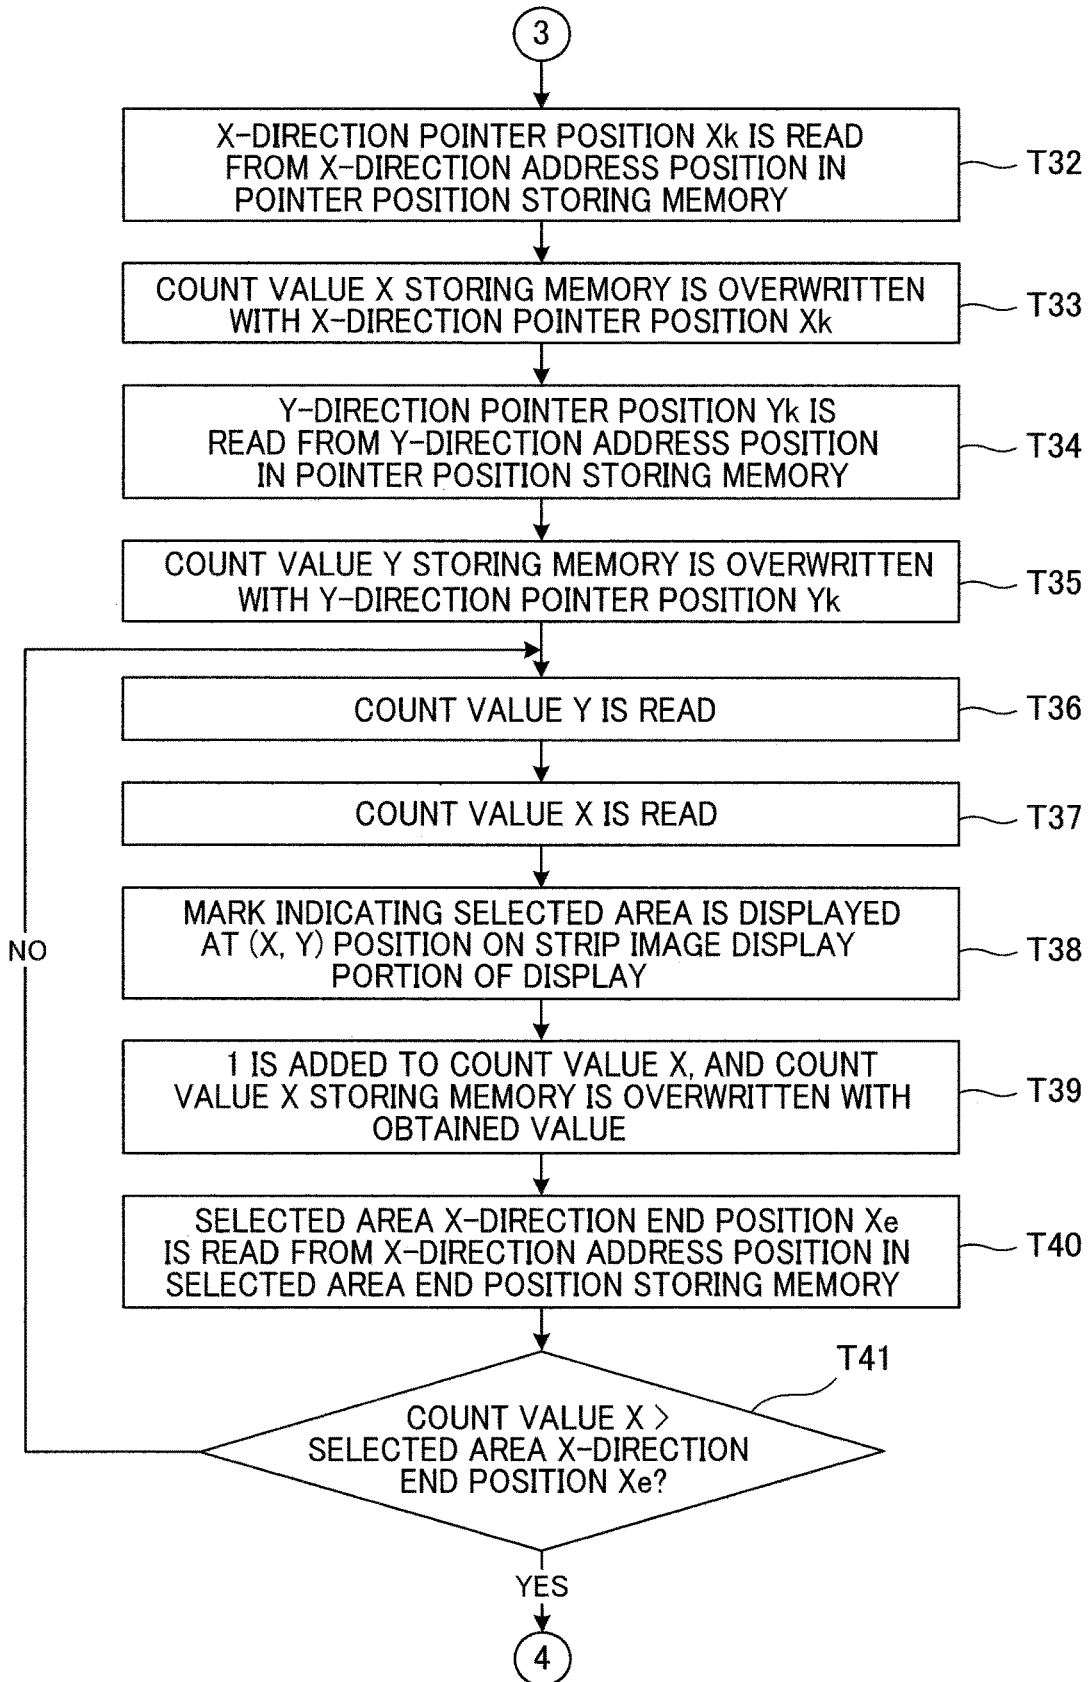 3
X-DIRECTION POINTER POSITION Xk IS READ
FROM X-DIRECTION ADDRESS POSITION IN
POINTER POSITION STORING MEMORY
T32
COUNT VALUE X STORING MEMORY IS OVERWRITTEN
WITH X-DIRECTION POINTER POSITION Xk
T33
Y-DIRECTION POINTER POSITION Yk IS
READ FROM Y-DIRECTION ADDRESS POSITION
IN POINTER POSITION STORING MEMORY
T34
COUNT VALUE Y STORING MEMORY IS OVERWRITTEN
WITH Y-DIRECTION POINTER POSITION Yk
T35
COUNT VALUE Y IS READ
T36
COUNT VALUE X IS READ
T37
MARK INDICATING SELECTED AREA IS DISPLAYED
AT (X, Y) POSITION ON STRIP IMAGE DISPLAY
PORTION OF DISPLAY
T38
NO
1 IS ADDED TO COUNT VALUE X, AND COUNT
VALUE X STORING MEMORY IS OVERWRITTEN WITH
OBTAINED VALUE
T39
SELECTED AREA X-DIRECTION END POSITION Xe
IS READ FROM X-DIRECTION ADDRESS POSITION IN
SELECTED AREA END POSITION STORING MEMORY
T40
T41
COUNT VALUE X >
SELECTED AREA X-DIRECTION
END POSITION Xe?
YES
4